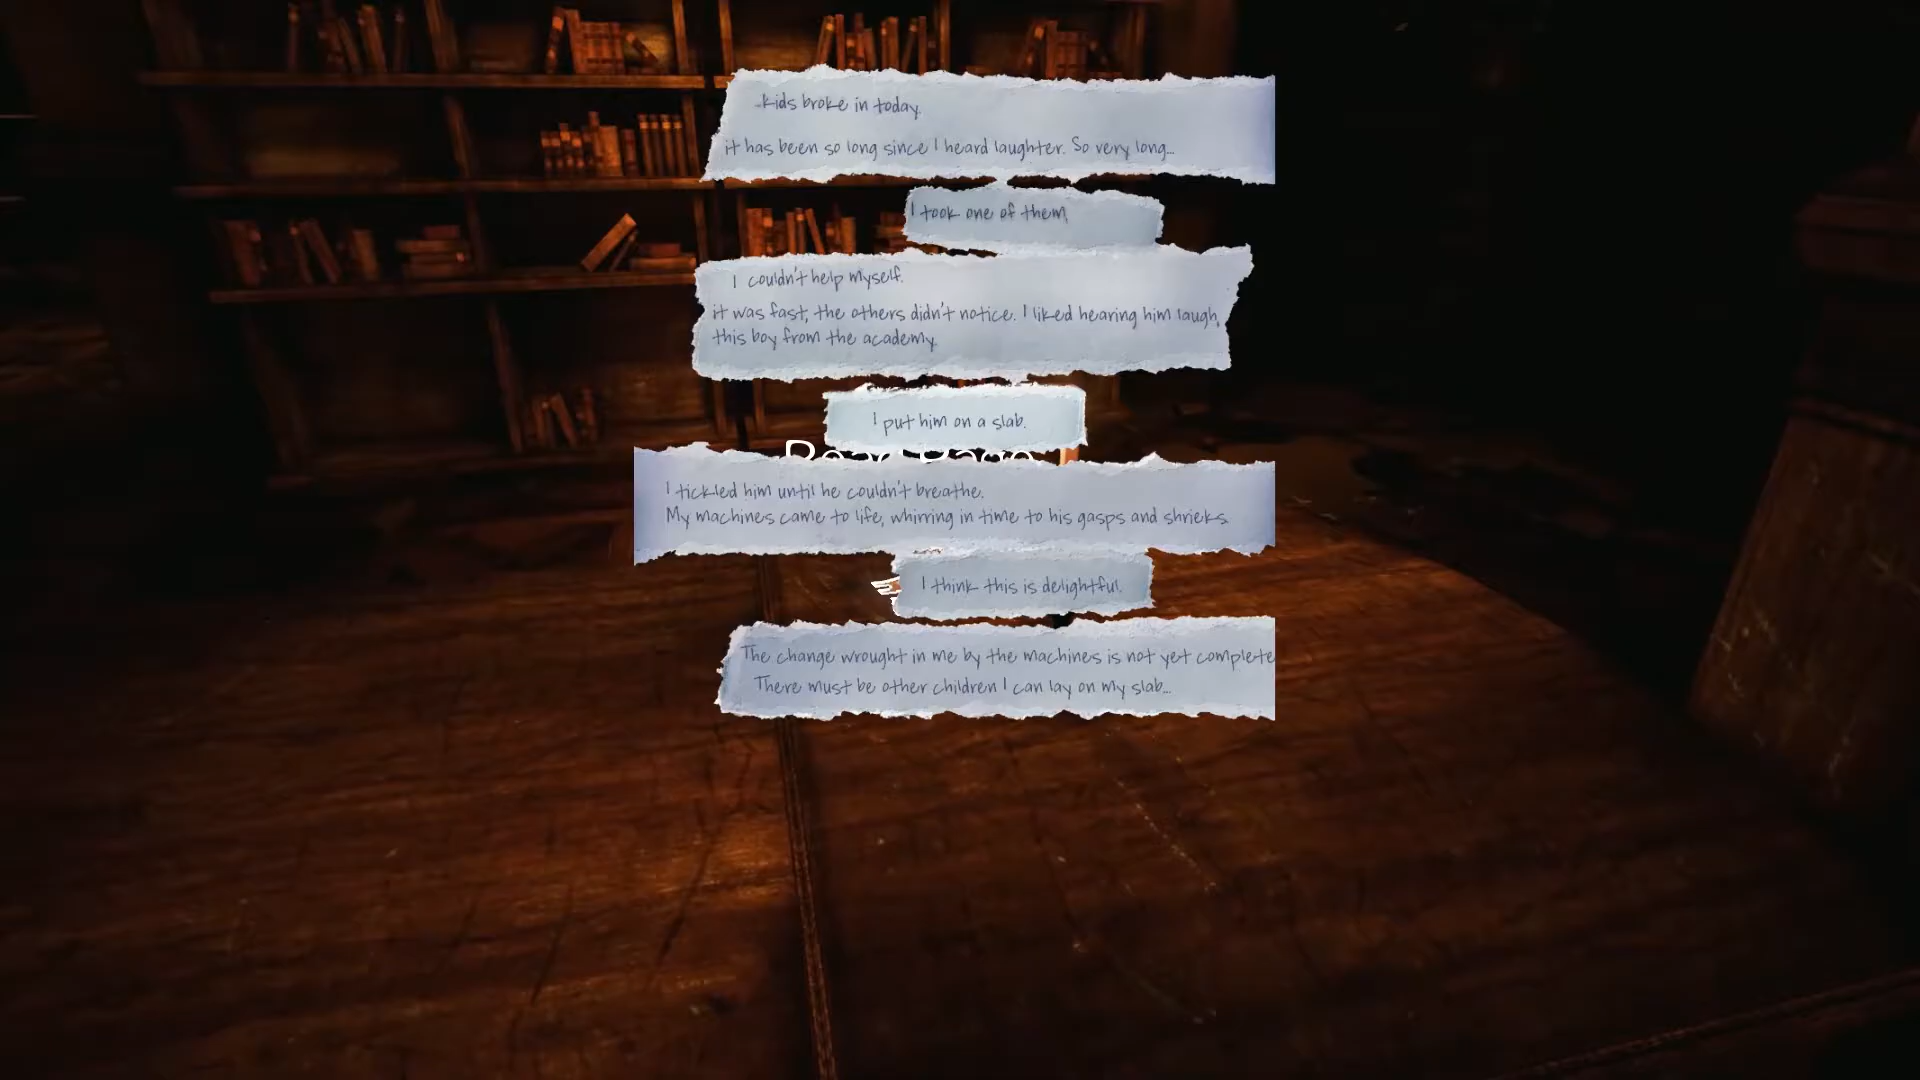 ...kids broke in today.
it has been so long since I heard laughter. So very long...
I took one of them,
I couldn't help myself.
it was fast, the others didn't notice. I liked hearing him laugh,
this boy from the academy.
I put him on a slab.
Read Page
I tickled him until he couldn't breathe.
My machines came to life, whirring in time to his gasps and shrieks.
I think this is delightful.
The change wrought in me by the machines is not yet complete
There must be other children I can lay on my slab...